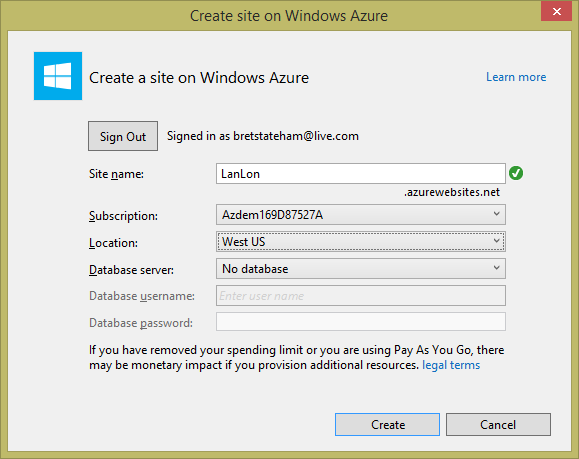 Create site on Windows Azure
Create a site on Windows Azure
Learn more
Sign Out
Signed in as bretstateham@live.com
Site name:
LanLon
.azurewebsites.net
Subscription:
Azdem169D87527A
Location:
West US
Database server:
No database
Database username:
Enter user name
Database password:
If you have removed your spending limit or you are using Pay As You Go, there
may be monetary impact if you provision additional resources. legal terms
Create
Cancel